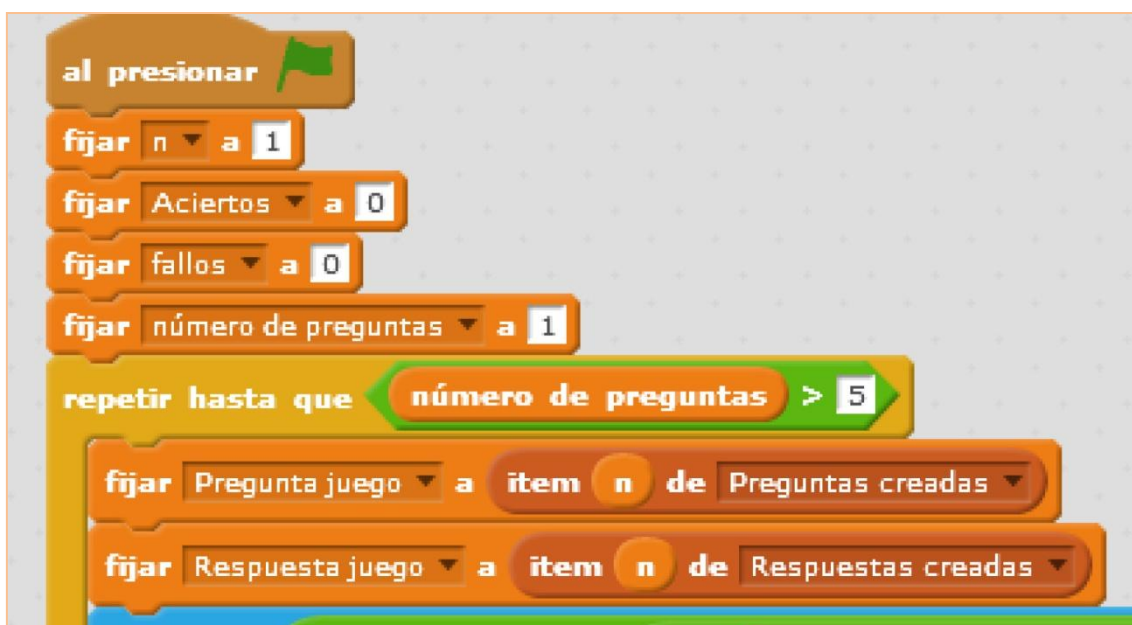 al presionar
fijar n a 1
fijar Aciertos a 0
fijar fallos a 0
fijar número de preguntas a 1
repetir hasta que número de preguntas > 5
fijar Pregunta juego a item n de Preguntas creadas
fijar Respuesta juego a item n de Respuestas creadas